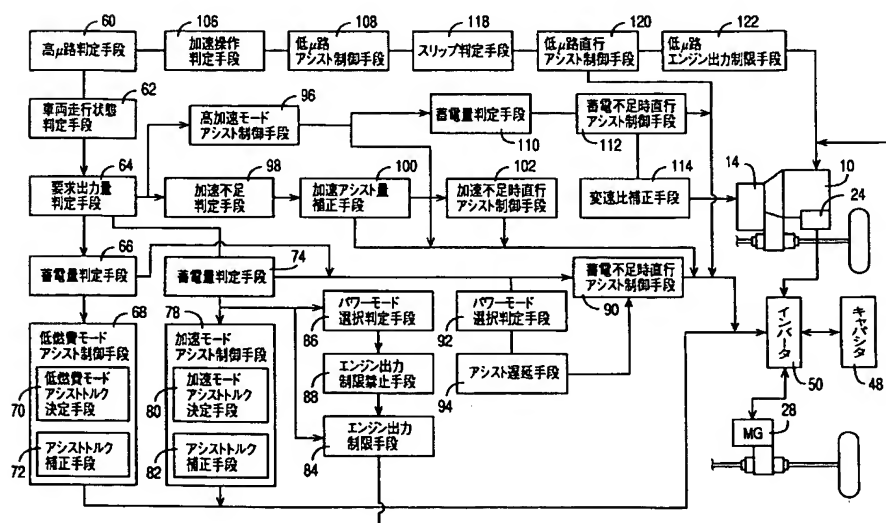 60
106
108
118
120
122
高μ路判定手段
加速操作
判定手段
低μ路
アシスト制御手段
スリップ判定手段
低μ路直行
アシスト制御手段
低μ路
エンジン出力制限手段
62
車両走行状態
判定手段
96
高加速モード
アシスト制御手段
蓄電量判定手段
110
蓄電不足時直行
アシスト制御手段
112
64
98
100
102
114
14
10
24
要求出力量
判定手段
加速不足
判定手段
加速アシスト量
補正手段
加速不足時直行
アシスト制御手段
変速比補正手段
66
74
蓄電量判定手段
蓄電量判定手段
蓄電不足時直行
アシスト制御手段
90
68
78
パワーモード
選択判定手段
86
パワーモード
選択判定手段
92
インバータ
50
キャパシタ
48
低燃費モード
アシスト制御手段
加速モード
アシスト制御手段
低燃費モード
アシストトルク
決定手段
70
加速モード
アシストトルク
決定手段
80
エンジン出力
制限禁止手段
88
アシスト遅延手段
94
アシストトルク
補正手段
72
アシストトルク
補正手段
82
エンジン出力
制限手段
84
28
MG